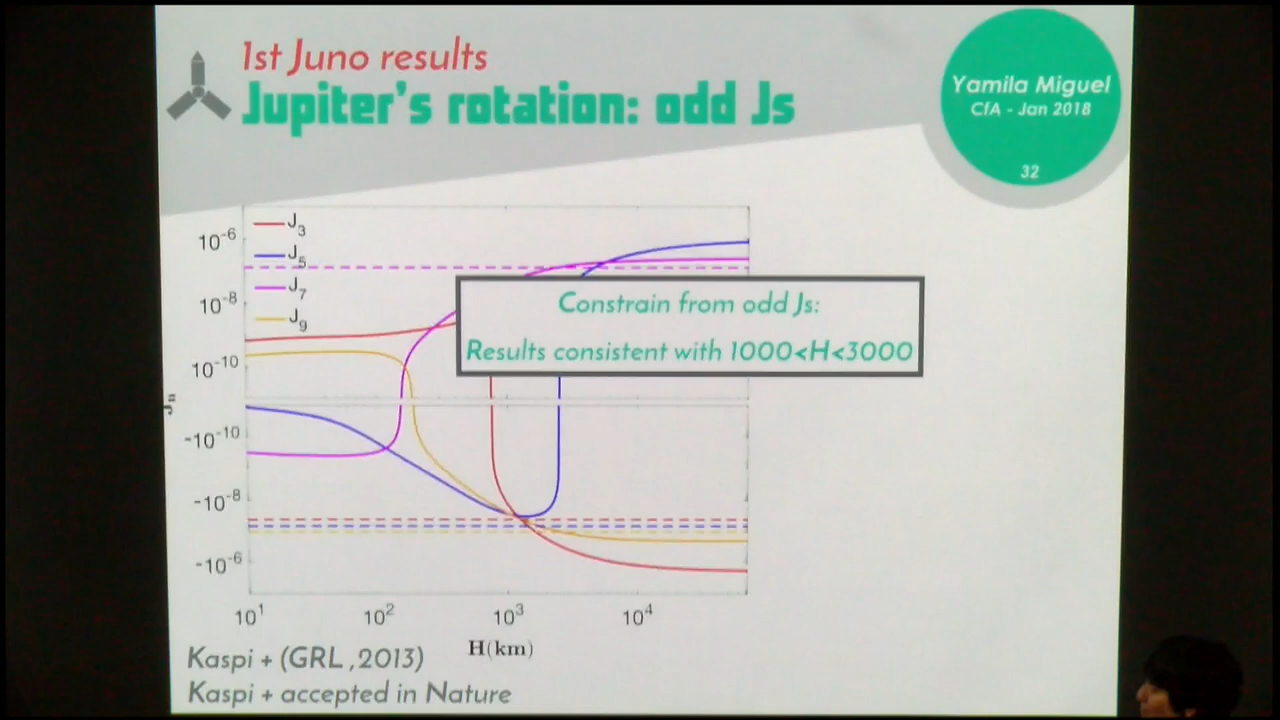 1st Juno results
Jupiter's rotation: odd Js
Yamila Miguel
CfA - Jan 2018
32
J3
J5
J7
J9
10^-6
10^-8
10^-10
-10^-10
-10^-8
-10^-6
Jn
Constrain from odd Js:
Results consistent with 1000<H<3000
10^1
10^2
10^3
10^4
H(km)
Kaspi + (GRL, 2013)
Kaspi + accepted in Nature